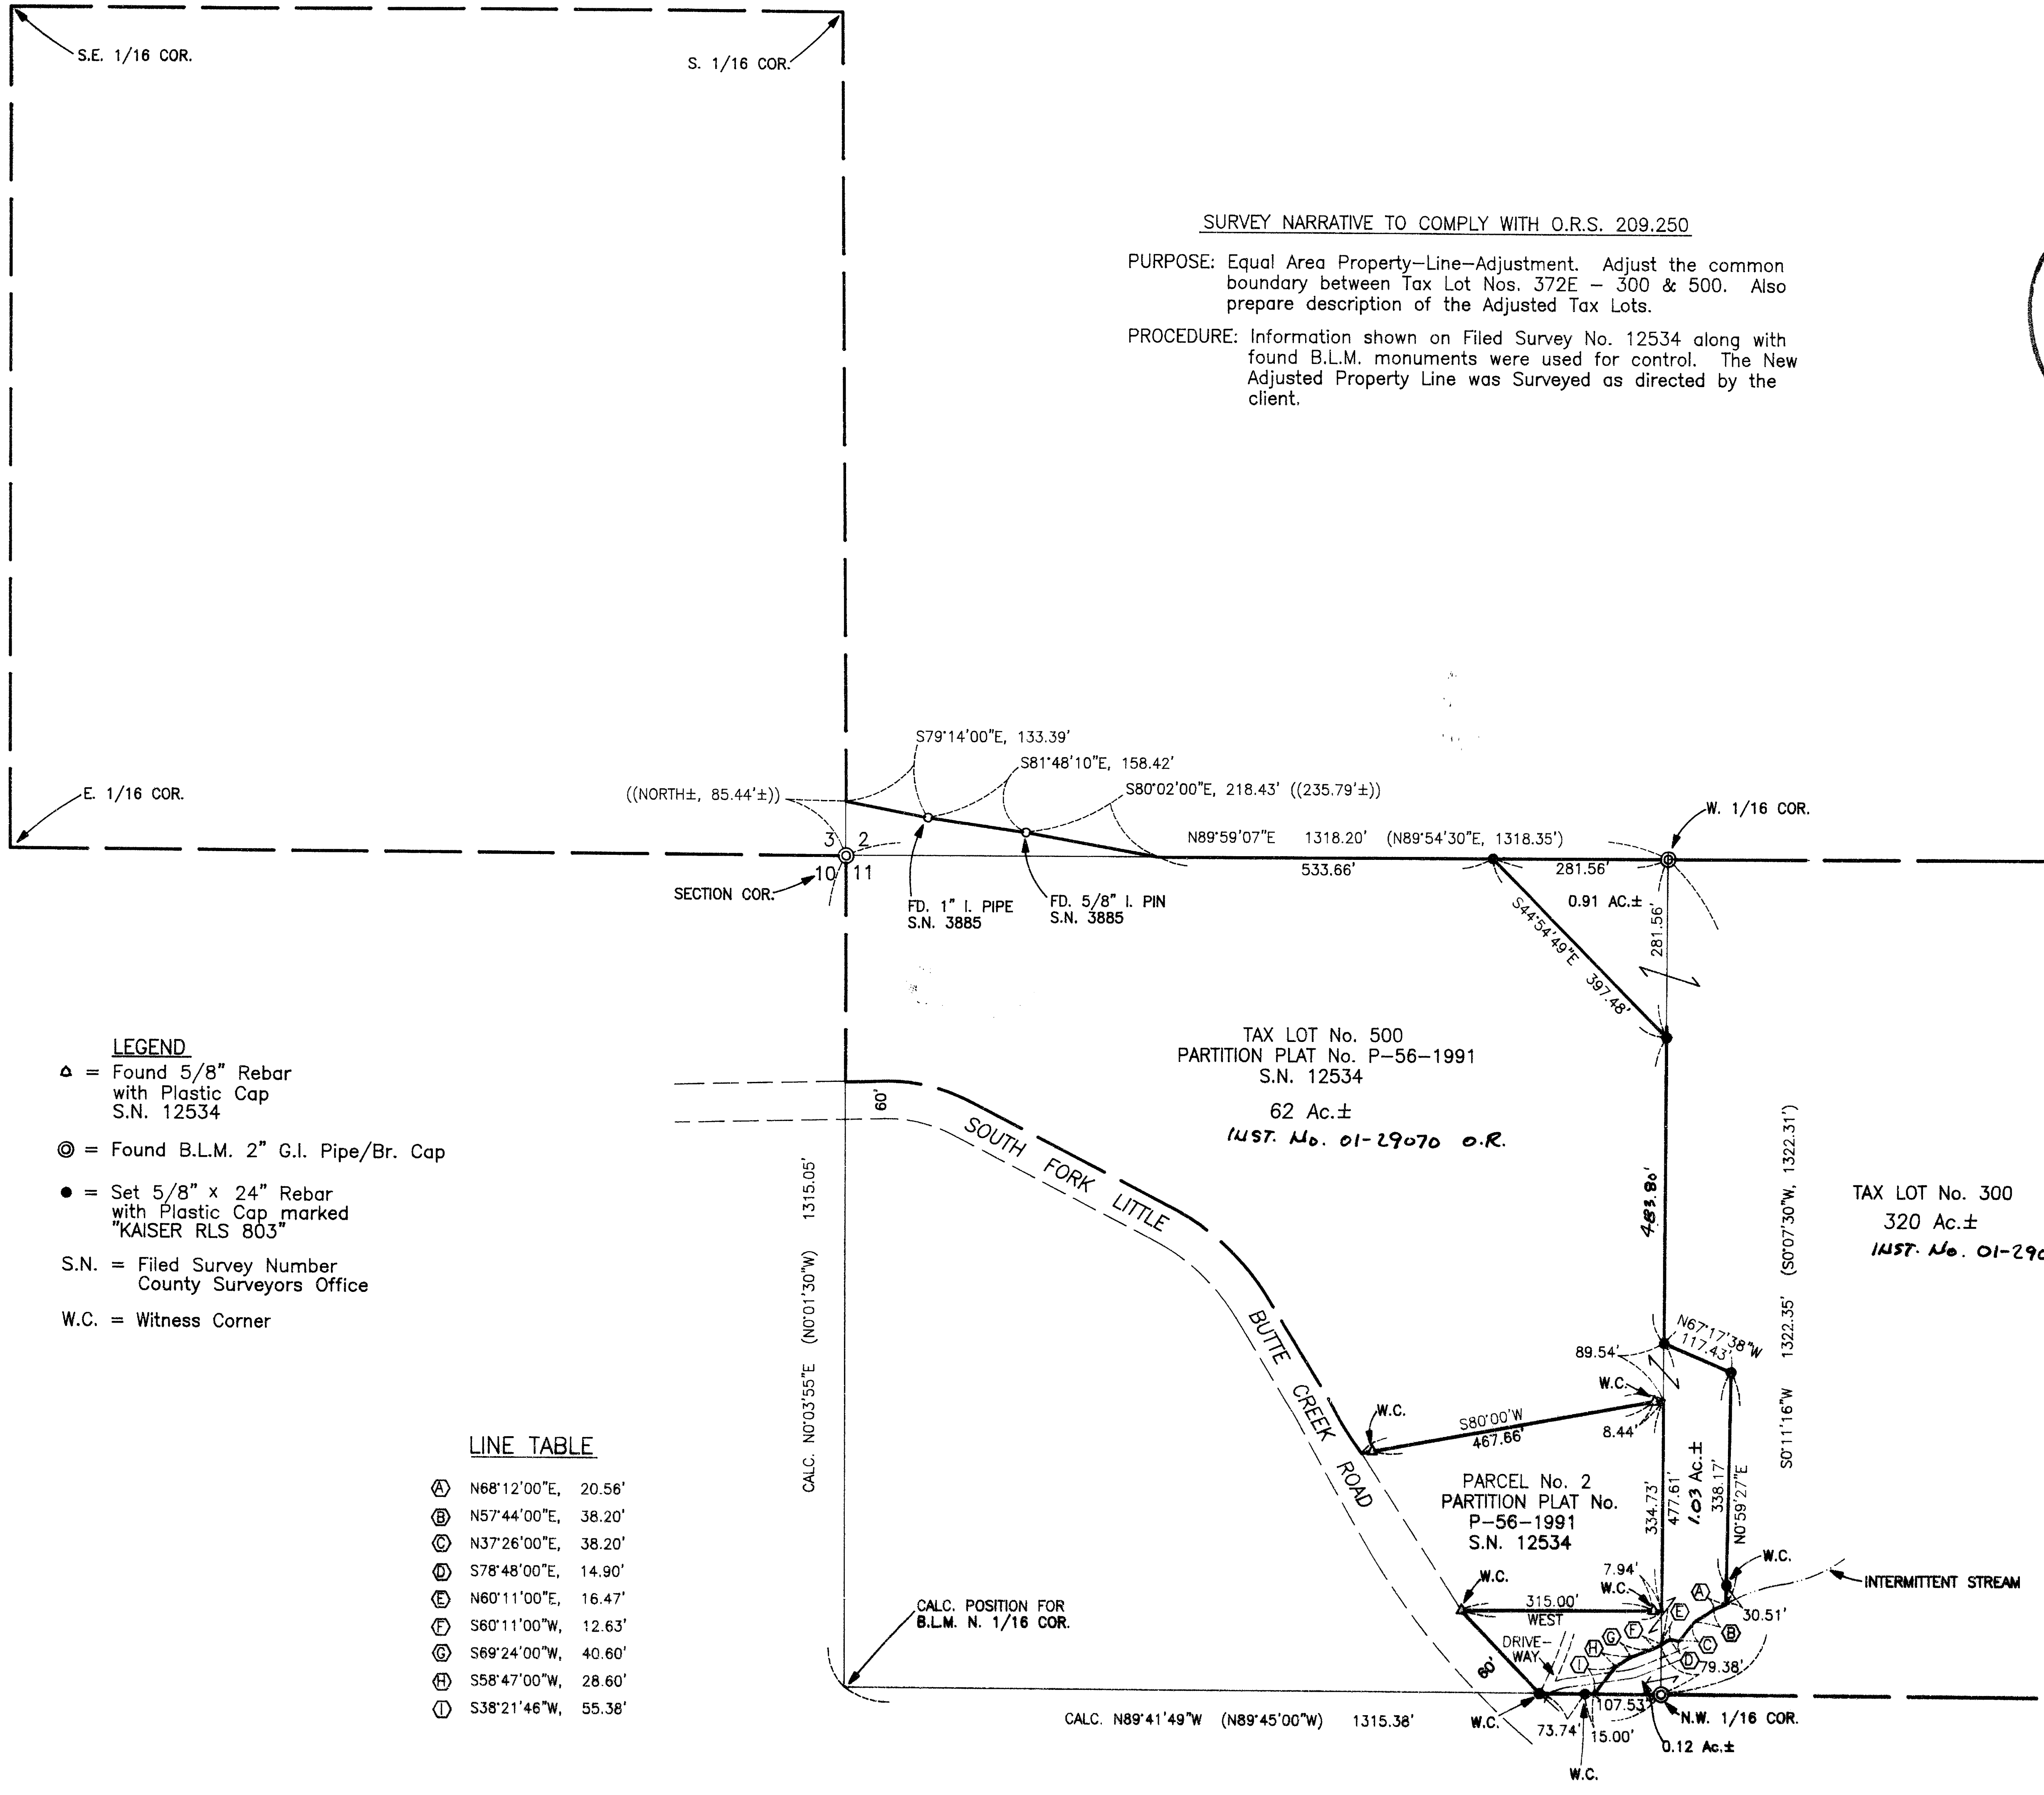 S.E. 1/16 COR.
S. 1/16 COR.
SURVEY NARRATIVE TO COMPLY WITH O.R.S. 209.250
PURPOSE: Equal Area Property-Line-Adjustment. Adjust the common
boundary between Tax Lot Nos. 372E - 300 & 500. Also
prepare description of the Adjusted Tax Lots.
PROCEDURE: Information shown on Filed Survey No. 12534 along with
found B.L.M. monuments were used for control. The New
Adjusted Property Line was Surveyed as directed by the
client.
S79°14'00"E, 133.39'
S81°48'10"E, 158.42'
S80°02'00"E, 218.43' ((235.79'±))
((NORTH±, 85.44'±))
E. 1/16 COR.
W. 1/16 COR.
3 2
10 11
SECTION COR.
N89°59'07"E 1318.20' (N89°54'30"E, 1318.35')
533.66'
281.56'
FD. 1" I. PIPE
S.N. 3885
FD. 5/8" I. PIN
S.N. 3885
0.91 AC.±
281.56'
S44°54'49"E 397.48'
TAX LOT No. 500
PARTITION PLAT No. P-56-1991
S.N. 12534
62 Ac.±
INST. No. 01-29070 O.R.
LEGEND
△ = Found 5/8" Rebar
with Plastic Cap
S.N. 12534
◎ = Found B.L.M. 2" G.I. Pipe/Br. Cap
● = Set 5/8" x 24" Rebar
with Plastic Cap marked
"KAISER RLS 803"
S.N. = Filed Survey Number
County Surveyors Office
W.C. = Witness Corner
60'
SOUTH FORK LITTLE
BUTTE CREEK ROAD
CALC. N0°03'55"E (N0°01'30"W) 1315.05'
483.80'
S0°11'16"W 1322.35' (S0°07'30"W, 1322.31')
TAX LOT No. 300
320 Ac.±
INST. No. 01-290
N67°17'38"W
117.43'
89.54'
W.C.
W.C.
S80°00'W
467.66'
8.44'
PARCEL No. 2
PARTITION PLAT No.
P-56-1991
S.N. 12534
334.73'
477.61'
1.03 Ac.±
338.17'
N0°59'27"E
LINE TABLE
A N68°12'00"E, 20.56'
B N57°44'00"E, 38.20'
C N37°26'00"E, 38.20'
D S78°48'00"E, 14.90'
E N60°11'00"E, 16.47'
F S60°11'00"W, 12.63'
G S69°24'00"W, 40.60'
H S58°47'00"W, 28.60'
I S38°21'46"W, 55.38'
W.C.
INTERMITTENT STREAM
7.94'
W.C.
W.C.
315.00'
WEST
A
E
30.51'
B
F
G
C
H
D
79.38'
I
DRIVE-
WAY
60'
CALC. POSITION FOR
B.L.M. N. 1/16 COR.
107.53'
N.W. 1/16 COR.
CALC. N89°41'49"W (N89°45'00"W) 1315.38'
W.C.
73.74'
15.00'
0.12 Ac.±
W.C.